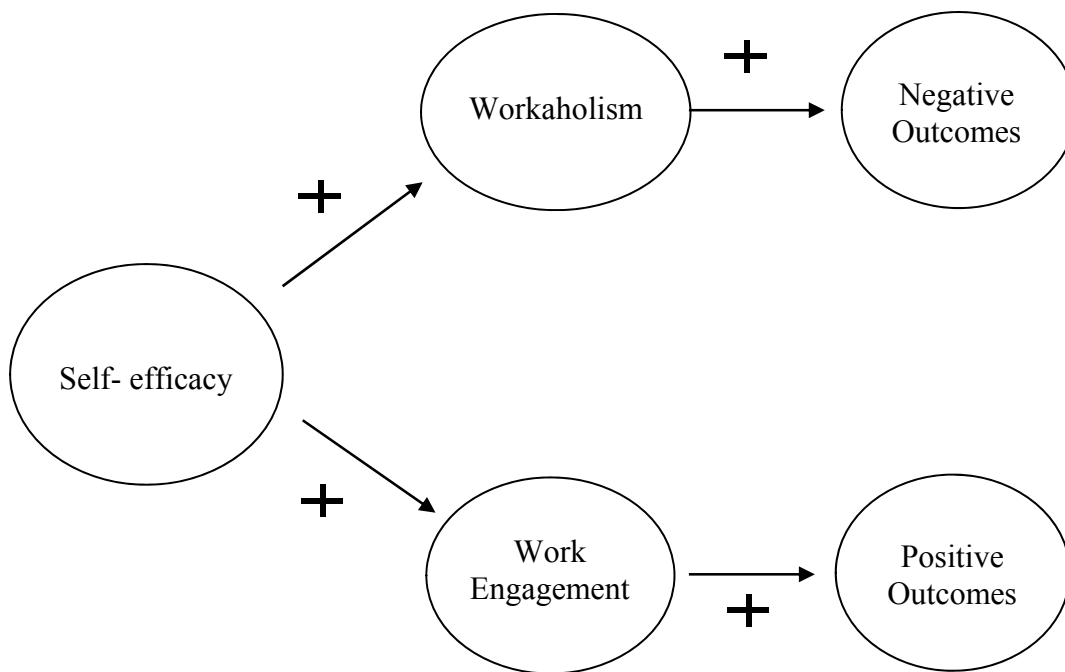 +
Workaholism
Negative
Outcomes
+
Self- efficacy
+
Work
Engagement
Positive
Outcomes
+